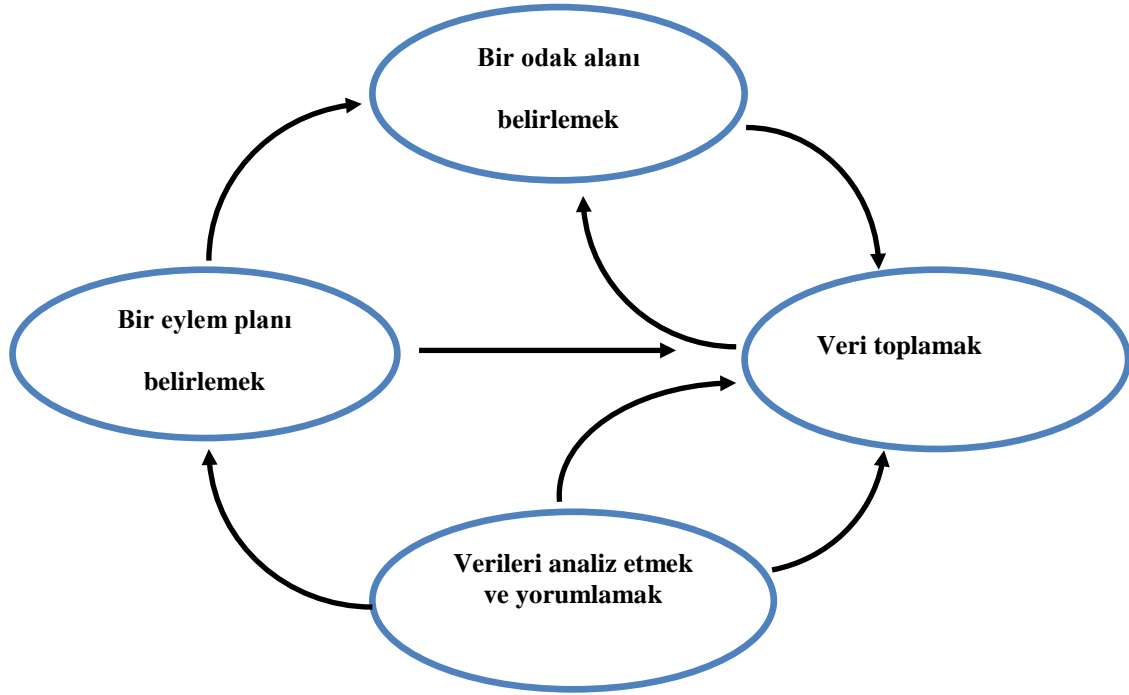 Bir odak alanı
belirlemek
Bir eylem planı
belirlemek
Veri toplamak
Verileri analiz etmek
ve yorumlamak